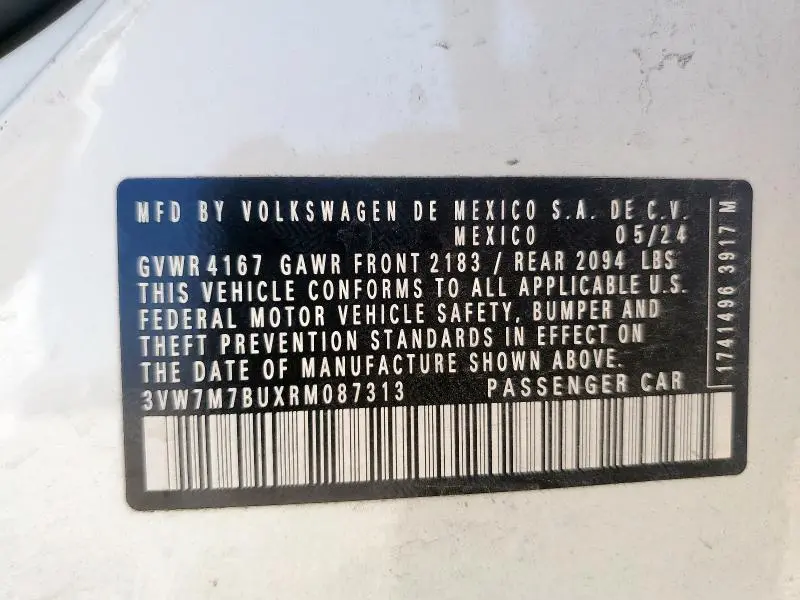 MFD BY VOLKSWAGEN DE MEXICO S.A. DE C.V.
MEXICO 05/24
GVWR 4167 GAWR FRONT 2183 / REAR 2094 LBS
THIS VEHICLE CONFORMS TO ALL APPLICABLE U.S.
FEDERAL MOTOR VEHICLE SAFETY, BUMPER AND
THEFT PREVENTION STANDARDS IN EFFECT ON
THE DATE OF MANUFACTURE SHOWN ABOVE.
3VW7M7BUXRM087313 PASSENGER CAR
1741496 3917 M